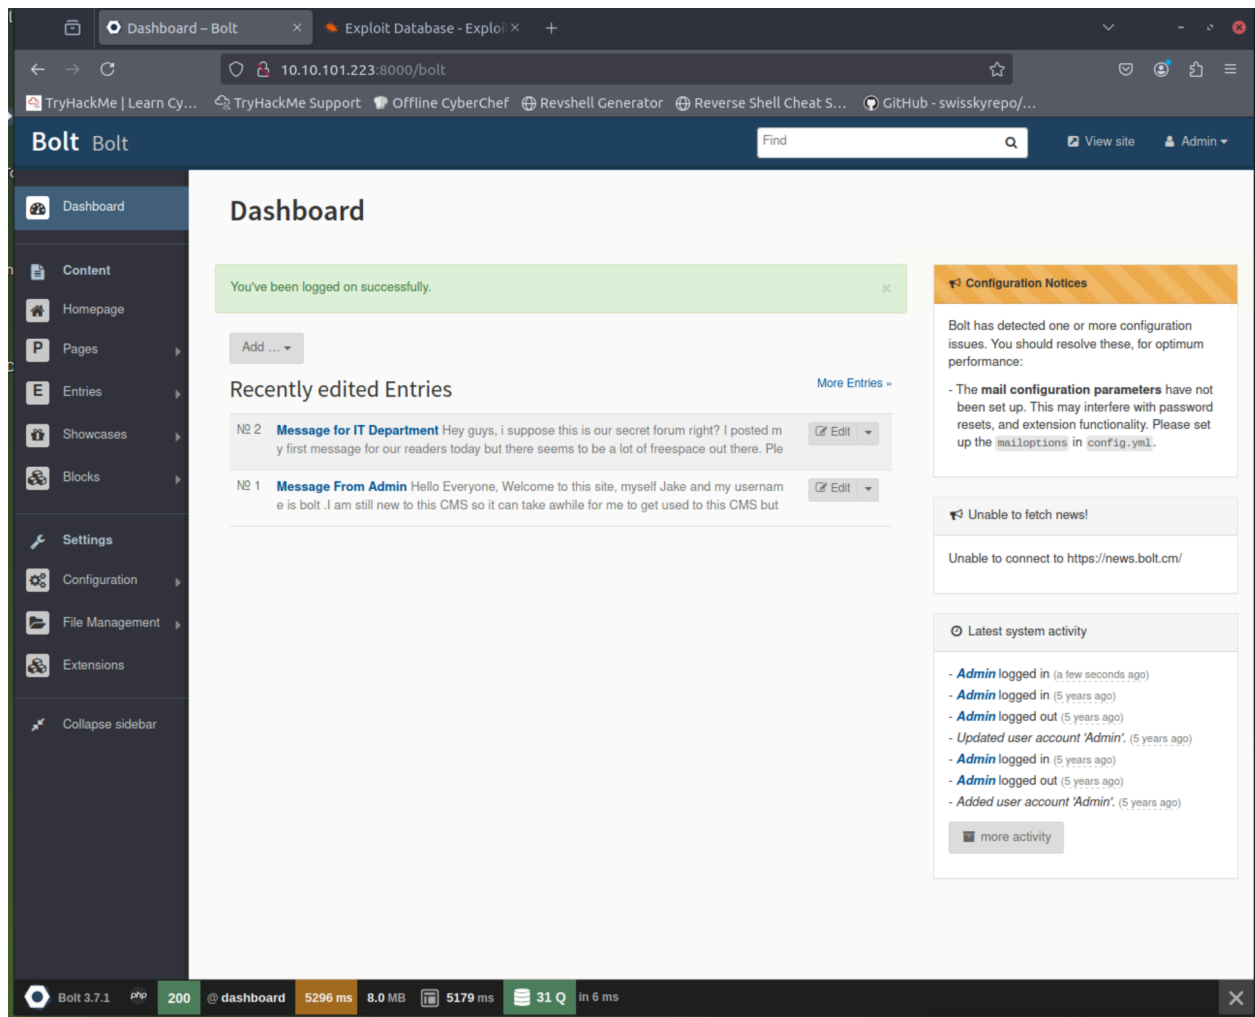 Dashboard – Bolt
Exploit Database - Exploi
10.10.101.223:8000/bolt
TryHackMe | Learn Cy...
TryHackMe Support
Offline CyberChef
Revshell Generator
Reverse Shell Cheat S...
GitHub - swisskyrepo/...
Bolt Bolt
Find
View site
Admin
Dashboard
Content
Homepage
P Pages
E Entries
Showcases
Blocks
Settings
Configuration
File Management
Extensions
Collapse sidebar
Dashboard
You've been logged on successfully.
×
Add ...
Recently edited Entries
More Entries »
№ 2 Message for IT Department Hey guys, i suppose this is our secret forum right? I posted m
y first message for our readers today but there seems to be a lot of freespace out there. Ple
Edit
№ 1 Message From Admin Hello Everyone, Welcome to this site, myself Jake and my usernam
e is bolt .I am still new to this CMS so it can take awhile for me to get used to this CMS but
Edit
Configuration Notices
Bolt has detected one or more configuration
issues. You should resolve these, for optimum
performance:
- The mail configuration parameters have not
been set up. This may interfere with password
resets, and extension functionality. Please set
up the mailoptions in config.yml.
Unable to fetch news!
Unable to connect to https://news.bolt.cm/
Latest system activity
- Admin logged in (a few seconds ago)
- Admin logged in (5 years ago)
- Admin logged out (5 years ago)
- Updated user account 'Admin'. (5 years ago)
- Admin logged in (5 years ago)
- Admin logged out (5 years ago)
- Added user account 'Admin'. (5 years ago)
more activity
Bolt 3.7.1 php 200 @ dashboard 5296 ms 8.0 MB 5179 ms 31 Q in 6 ms